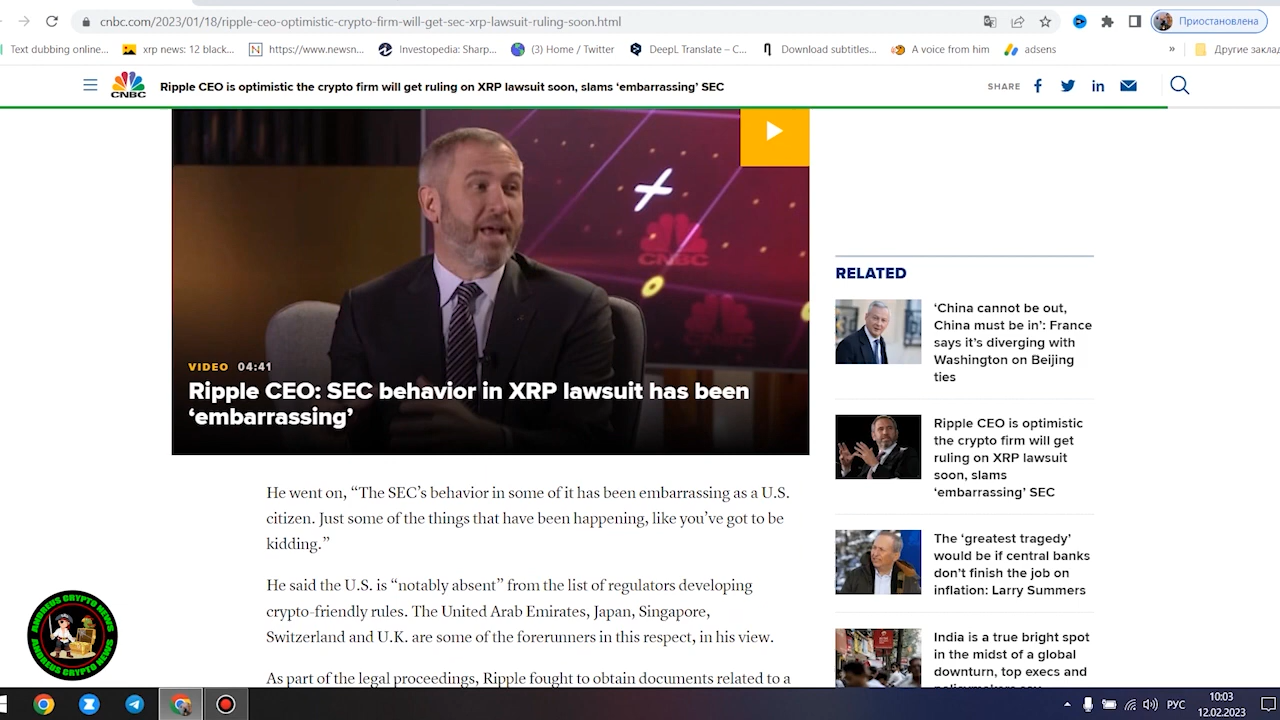 cnbc.com/2023/01/18/ripple-ceo-optimistic-crypto-firm-will-get-sec-xrp-lawsuit-ruling-soon.html
Приостановлена
Text dubbing online...
xrp news: 12 black...
https://www.newsn...
Investopedia: Sharp...
(3) Home / Twitter
DeepL Translate – C...
Download subtitles...
A voice from him
adsens
»
Другие закла
CNBC
Ripple CEO is optimistic the crypto firm will get ruling on XRP lawsuit soon, slams ‘embarrassing’ SEC
SHARE
CNBC
VIDEO 04:41
Ripple CEO: SEC behavior in XRP lawsuit has been
‘embarrassing’
He went on, “The SEC’s behavior in some of it has been embarrassing as a U.S.
citizen. Just some of the things that have been happening, like you’ve got to be
kidding.”
He said the U.S. is “notably absent” from the list of regulators developing
crypto-friendly rules. The United Arab Emirates, Japan, Singapore,
Switzerland and U.K. are some of the forerunners in this respect, in his view.
As part of the legal proceedings, Ripple fought to obtain documents related to a
RELATED
‘China cannot be out,
China must be in’: France
says it’s diverging with
Washington on Beijing
ties
Ripple CEO is optimistic
the crypto firm will get
ruling on XRP lawsuit
soon, slams
‘embarrassing’ SEC
The ‘greatest tragedy’
would be if central banks
don’t finish the job on
inflation: Larry Summers
India is a true bright spot
in the midst of a global
downturn, top execs and
ANDREUS CRYPTO NEWS
ANDREUS CRYPTO NEWS
РУС
10:03
12.02.2023